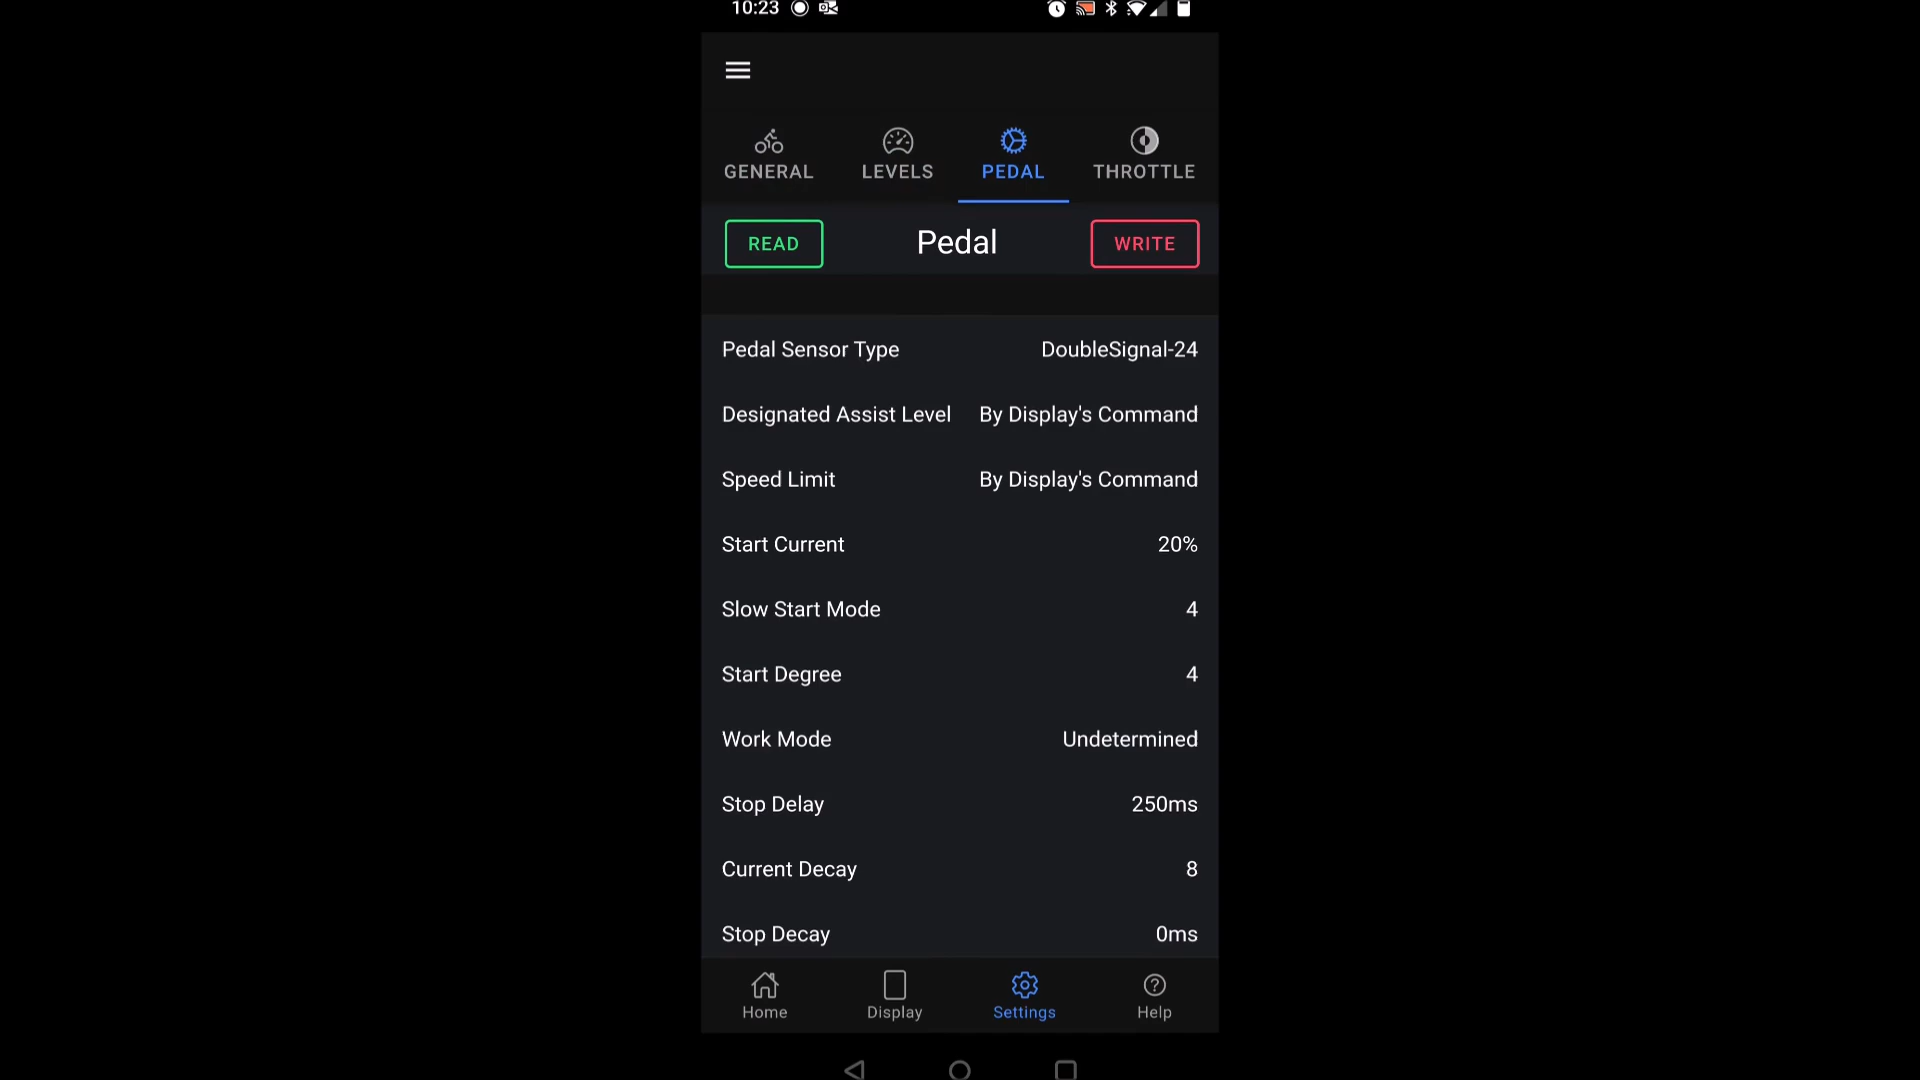 10:23
GENERAL LEVELS PEDAL THROTTLE
READ Pedal WRITE
Pedal Sensor Type DoubleSignal-24
Designated Assist Level By Display's Command
Speed Limit By Display's Command
Start Current 20%
Slow Start Mode 4
Start Degree 4
Work Mode Undetermined
Stop Delay 250ms
Current Decay 8
Stop Decay 0ms
Home Display Settings Help